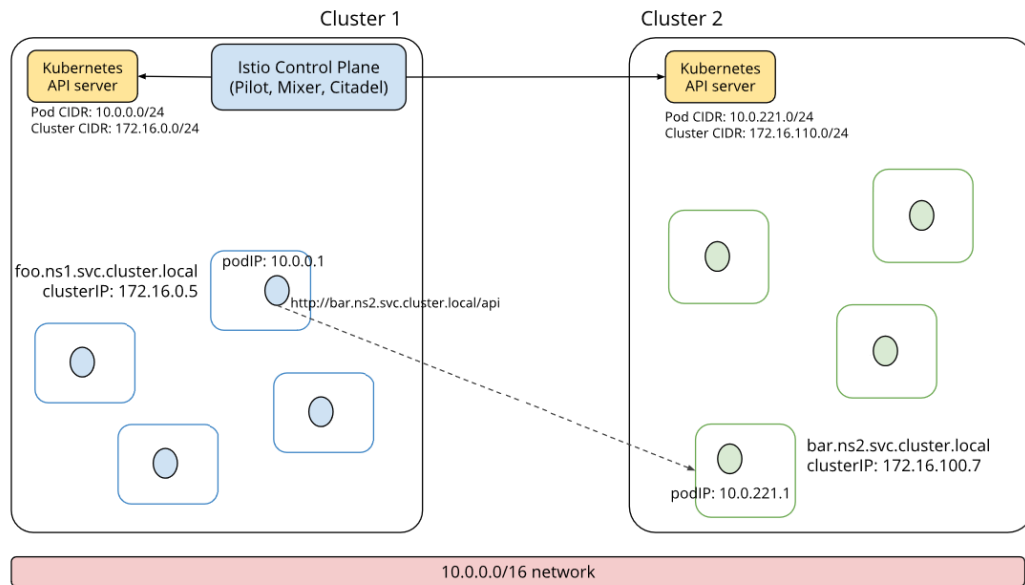 Cluster 1
Cluster 2
Kubernetes
API server
Istio Control Plane
(Pilot, Mixer, Citadel)
Kubernetes
API server
Pod CIDR: 10.0.0.0/24
Cluster CIDR: 172.16.0.0/24
Pod CIDR: 10.0.221.0/24
Cluster CIDR: 172.16.110.0/24
podIP: 10.0.0.1
foo.ns1.svc.cluster.local
clusterIP: 172.16.0.5
http://bar.ns2.svc.cluster.local/api
bar.ns2.svc.cluster.local
clusterIP: 172.16.100.7
podIP: 10.0.221.1
10.0.0.0/16 network